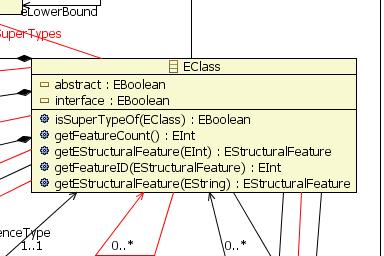 eLowerBound
SuperTypes
EClass
abstract : EBoolean
interface : EBoolean
isSuperTypeOf(EClass) : EBoolean
getFeatureCount() : EInt
getEStructuralFeature(EInt) : EStructuralFeature
getFeatureID(EStructuralFeature) : EInt
getEStructuralFeature(EString) : EStructuralFeature
enceType
1..1
0..*
0..*